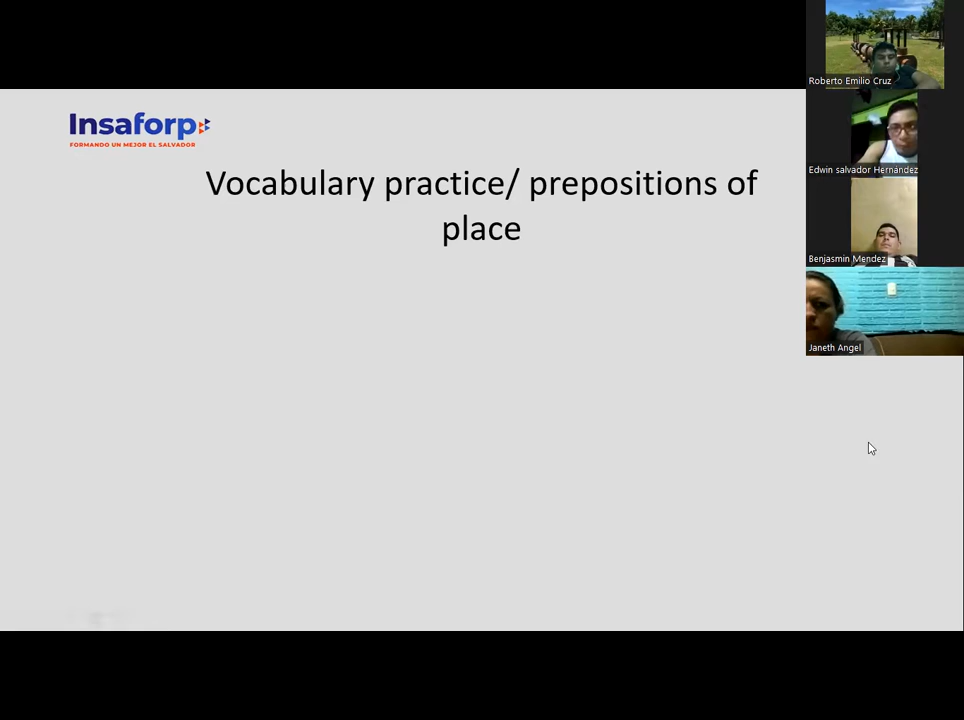 Insaforp
FORMANDO UN MEJOR EL SALVADOR
Vocabulary practice/ prepositions of
place
Roberto Emilio Cruz
Edwin salvador Hernández
Benjasmin Mendez
Janeth Angel